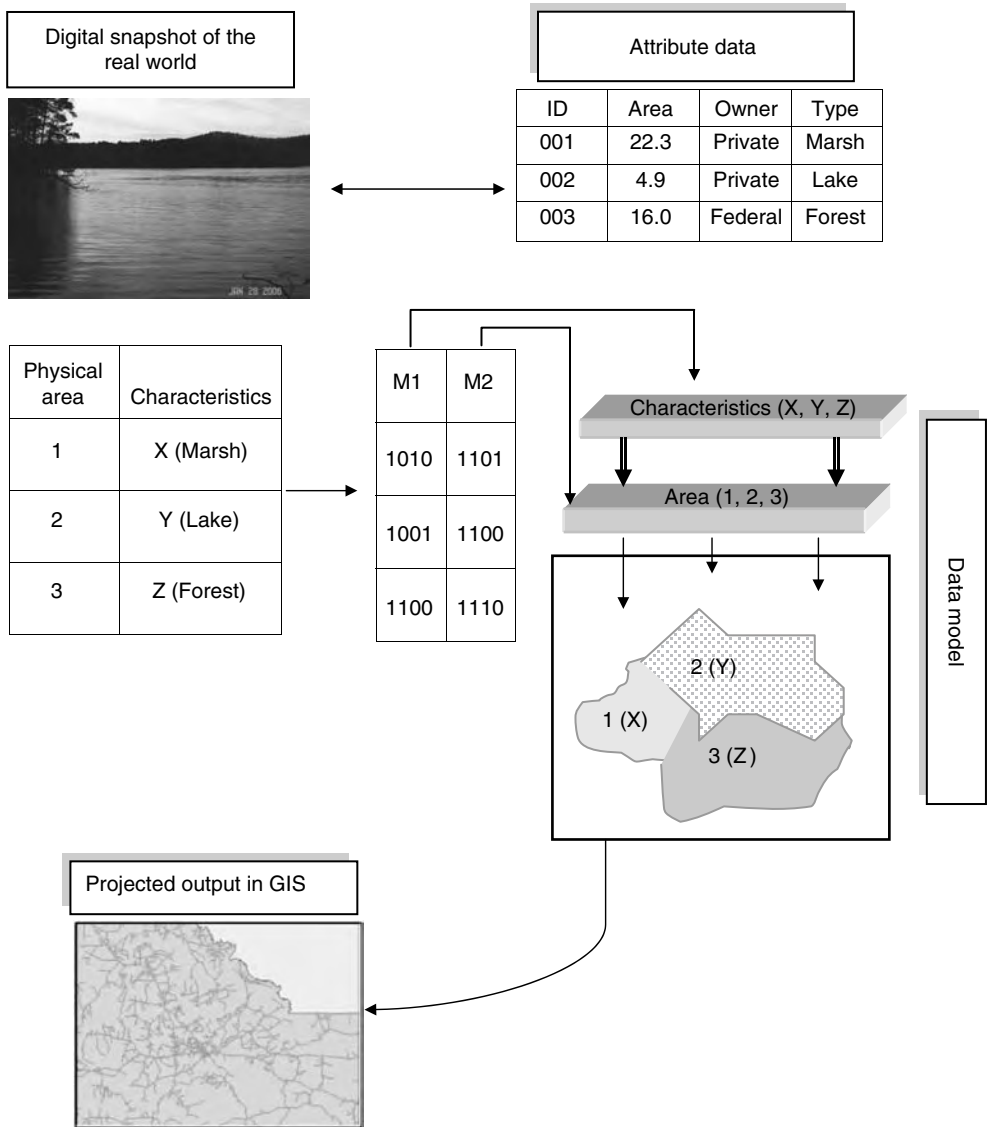 Digital snapshot of the
real world
Attribute data
ID Area Owner Type
001 22.3 Private Marsh
002 4.9 Private Lake
003 16.0 Federal Forest
JAN 28 2006
Physical
area
Characteristics
1 X (Marsh)
2 Y (Lake)
3 Z (Forest)
M1 M2
1010 1101
1001 1100
1100 1110
Characteristics (X, Y, Z)
Area (1, 2, 3)
2 (Y)
1 (X)
3 (Z)
Data model
Projected output in GIS